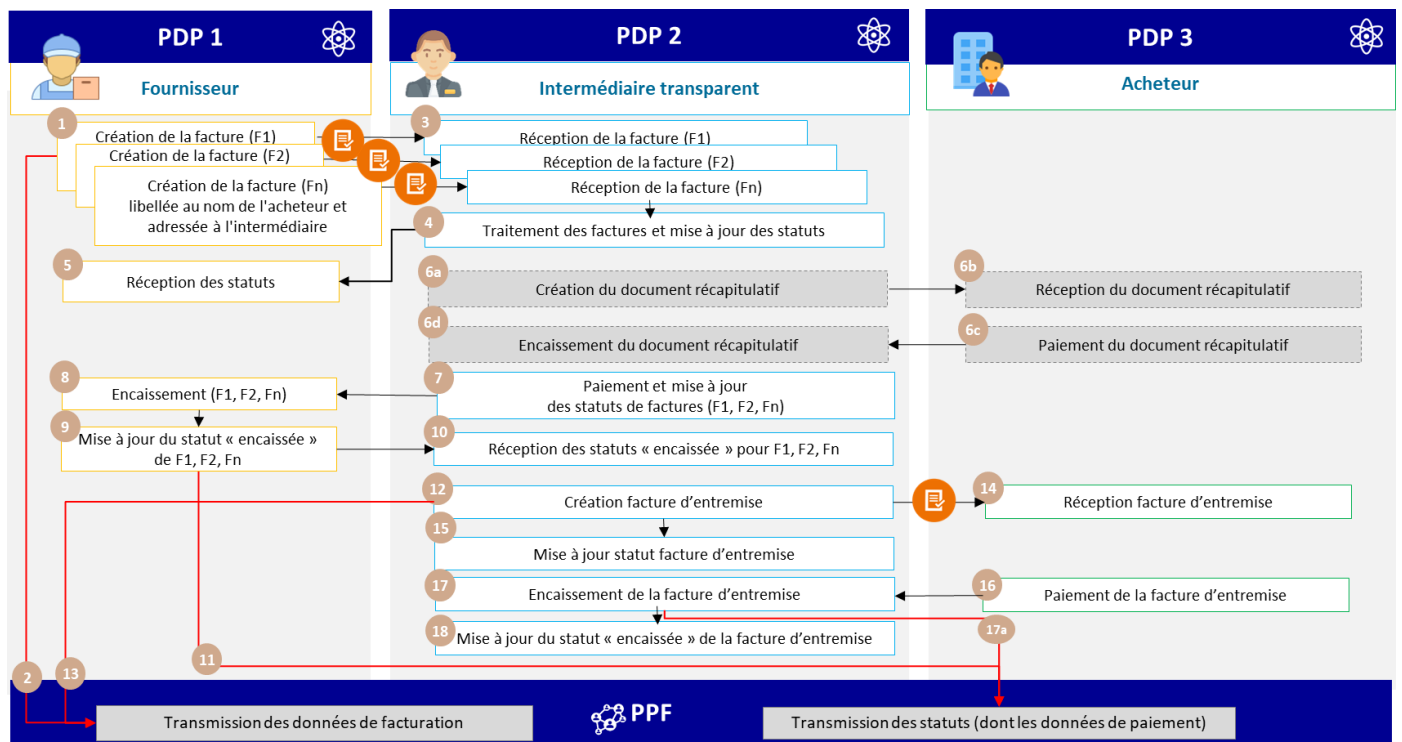 PDP 1
PDP 2
PDP 3
Fournisseur
Intermédiaire transparent
Acheteur
1
Création de la facture (F1)
3
Réception de la facture (F1)
Création de la facture (F2)
Réception de la facture (F2)
Création de la facture (Fn)
libellée au nom de l'acheteur et
adressée à l'intermédiaire
Réception de la facture (Fn)
4
Traitement des factures et mise à jour des statuts
5
Réception des statuts
6a
Création du document récapitulatif
6b
Réception du document récapitulatif
6d
Encaissement du document récapitulatif
6c
Paiement du document récapitulatif
7
Paiement et mise à jour
des statuts de factures (F1, F2, Fn)
8
Encaissement (F1, F2, Fn)
9
Mise à jour du statut « encaissée »
de F1, F2, Fn
10
Réception des statuts « encaissée » pour F1, F2, Fn
12
Création facture d’entremise
14
Réception facture d’entremise
15
Mise à jour statut facture d’entremise
17
Encaissement de la facture d’entremise
16
Paiement de la facture d’entremise
18
Mise à jour du statut « encaissée » de la facture d’entremise
17a
11
2
13
Transmission des données de facturation
PPF
Transmission des statuts (dont les données de paiement)